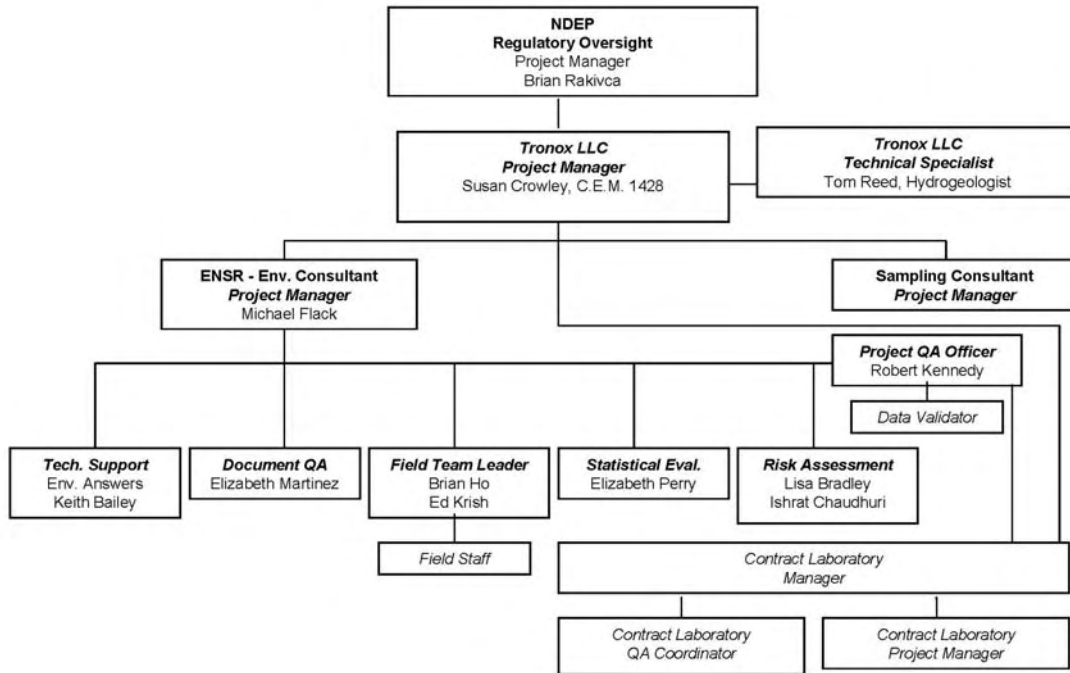 NDEP
Regulatory Oversight
Project Manager
Brian Rakivca
Tronox LLC
Project Manager
Susan Crowley, C.E.M. 1428
Tronox LLC
Technical Specialist
Tom Reed, Hydrogeologist
ENSR - Env. Consultant
Project Manager
Michael Flack
Sampling Consultant
Project Manager
Project QA Officer
Robert Kennedy
Data Validator
Tech. Support
Env. Answers
Keith Bailey
Document QA
Elizabeth Martinez
Field Team Leader
Brian Ho
Ed Krish
Statistical Eval.
Elizabeth Perry
Risk Assessment
Lisa Bradley
Ishrat Chaudhuri
Field Staff
Contract Laboratory
Manager
Contract Laboratory
QA Coordinator
Contract Laboratory
Project Manager